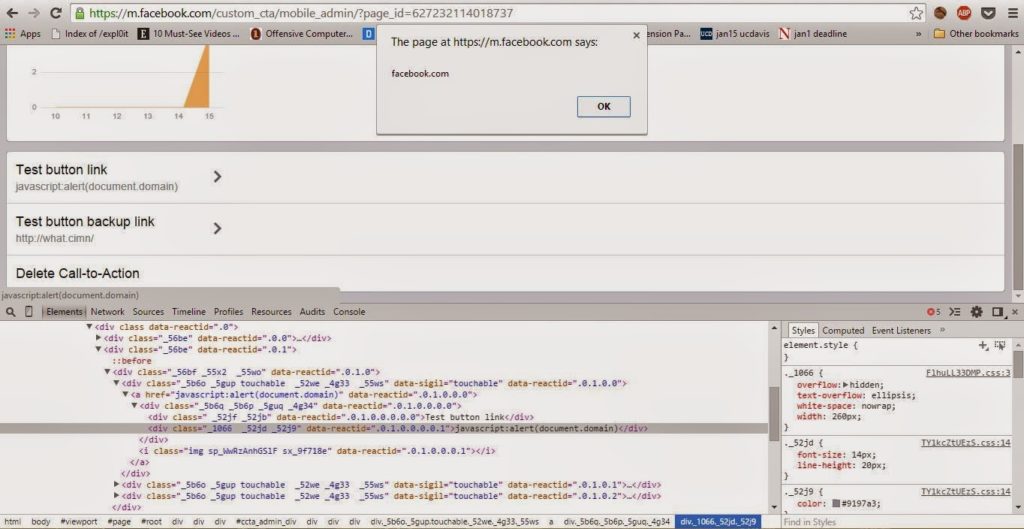 https://m.facebook.com/custom_cta/mobile_admin/?page_id=627232114018737
Apps Index of /expl0it 10 Must-See Videos ... Offensive Computer... ension Pa... jan15 ucdavis jan1 deadline » Other bookmarks
The page at https://m.facebook.com says:
facebook.com
OK
2
0
10 11 12 13 14 15 16
Test button link
javascript:alert(document.domain)
Test button backup link
http://what.cimn/
Delete Call-to-Action
javascript:alert(document.domain)
Elements Network Sources Timeline Profiles Resources Audits Console 5
▼<div class data-reactid=".0">
▶<div class="_56be" data-reactid=".0.0">…</div>
▼<div class="_56be" data-reactid=".0.1">
::before
▼<div class="_56bf _55x2 _55wo" data-reactid=".0.1.0">
▼<div class="_5b6o _5gup touchable _52we _4g33 _55ws" data-sigil="touchable" data-reactid=".0.1.0.0">
▼<a href="javascript:alert(document.domain)" data-reactid=".0.1.0.0.0">
▼<div class="_5b6q _5b6p _5guq _4g34" data-reactid=".0.1.0.0.0.0">
<div class=" _52jf _52jb" data-reactid=".0.1.0.0.0.0.0">Test button link</div>
<div class="_1066 _52jd _52j9" data-reactid=".0.1.0.0.0.0.1">javascript:alert(document.domain)</div>
</div>
<i class="img sp_WwRzAnhGS1F sx_9f718e" data-reactid=".0.1.0.0.0.1"></i>
</a>
</div>
▶<div class="_5b6o _5gup touchable _52we _4g33 _55ws" data-sigil="touchable" data-reactid=".0.1.0.1">…</div>
▶<div class="_5b6o _5gup touchable _52we _4g33 _55ws" data-sigil="touchable" data-reactid=".0.1.0.2">…</div>
</div>
html body #viewport #page #root div div div #ccta_admin_div div div div div_5b6o._5gup.touchable._52we._4g33._55ws a div_5b6q._5b6p._5guq._4g34 div_1066._52jd._52j9
Styles Computed Event Listeners »
element.style {
}
._1066 { FlhuLL33DMP.css:3
overflow:▶hidden;
text-overflow: ellipsis;
white-space: nowrap;
width: 260px;
}
._52jd { TY1kcZtUEzS.css:14
font-size: 14px;
line-height: 20px;
}
._52j9 { TY1kcZtUEzS.css:14
color: #9197a3;
Find in Styles